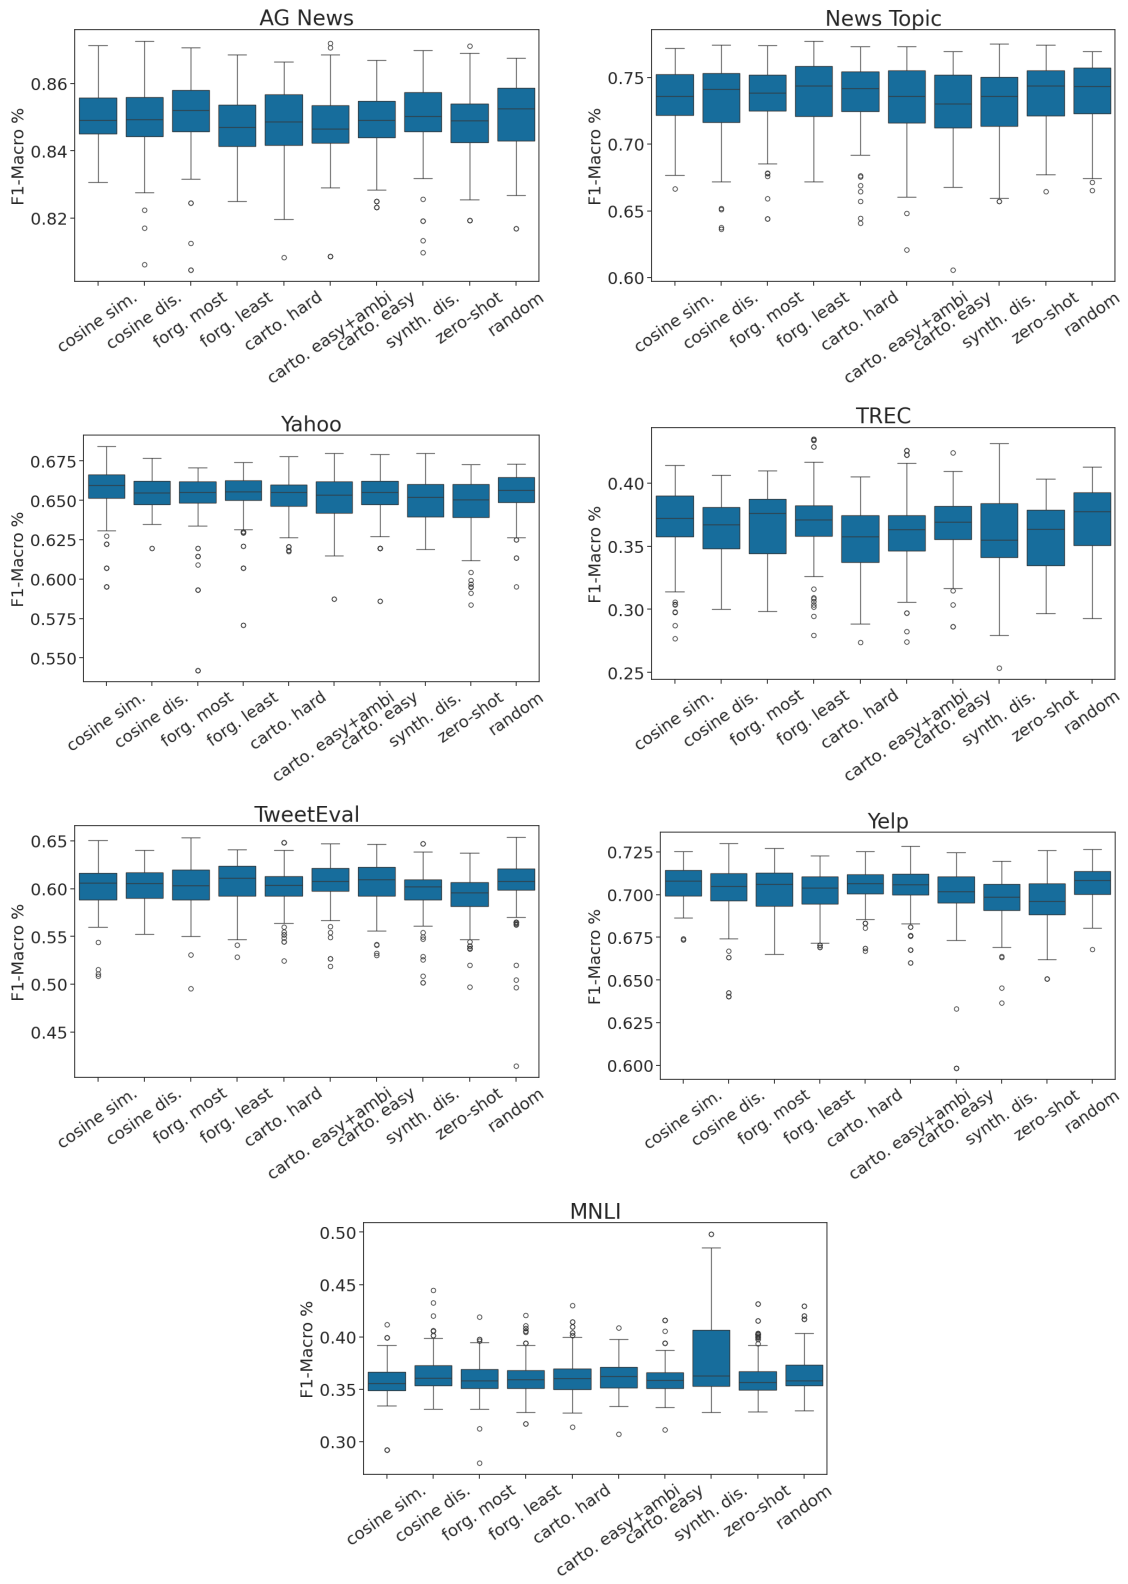 AG News
F1-Macro %
0.86
0.84
0.82
cosine sim.
cosine dis.
forg. most
forg. least
carto. hard
carto. easy+ambi
carto. easy
synth. dis.
zero-shot
random
News Topic
F1-Macro %
0.75
0.70
0.65
0.60
cosine sim.
cosine dis.
forg. most
forg. least
carto. hard
carto. easy+ambi
carto. easy
synth. dis.
zero-shot
random
Yahoo
F1-Macro %
0.675
0.650
0.625
0.600
0.575
0.550
cosine sim.
cosine dis.
forg. most
forg. least
carto. hard
carto. easy+ambi
carto. easy
synth. dis.
zero-shot
random
TREC
F1-Macro %
0.40
0.35
0.30
0.25
cosine sim.
cosine dis.
forg. most
forg. least
carto. hard
carto. easy+ambi
carto. easy
synth. dis.
zero-shot
random
TweetEval
F1-Macro %
0.65
0.60
0.55
0.50
0.45
cosine sim.
cosine dis.
forg. most
forg. least
carto. hard
carto. easy+ambi
carto. easy
synth. dis.
zero-shot
random
Yelp
F1-Macro %
0.725
0.700
0.675
0.650
0.625
0.600
cosine sim.
cosine dis.
forg. most
forg. least
carto. hard
carto. easy+ambi
carto. easy
synth. dis.
zero-shot
random
MNLI
F1-Macro %
0.50
0.45
0.40
0.35
0.30
cosine sim.
cosine dis.
forg. most
forg. least
carto. hard
carto. easy+ambi
carto. easy
synth. dis.
zero-shot
random